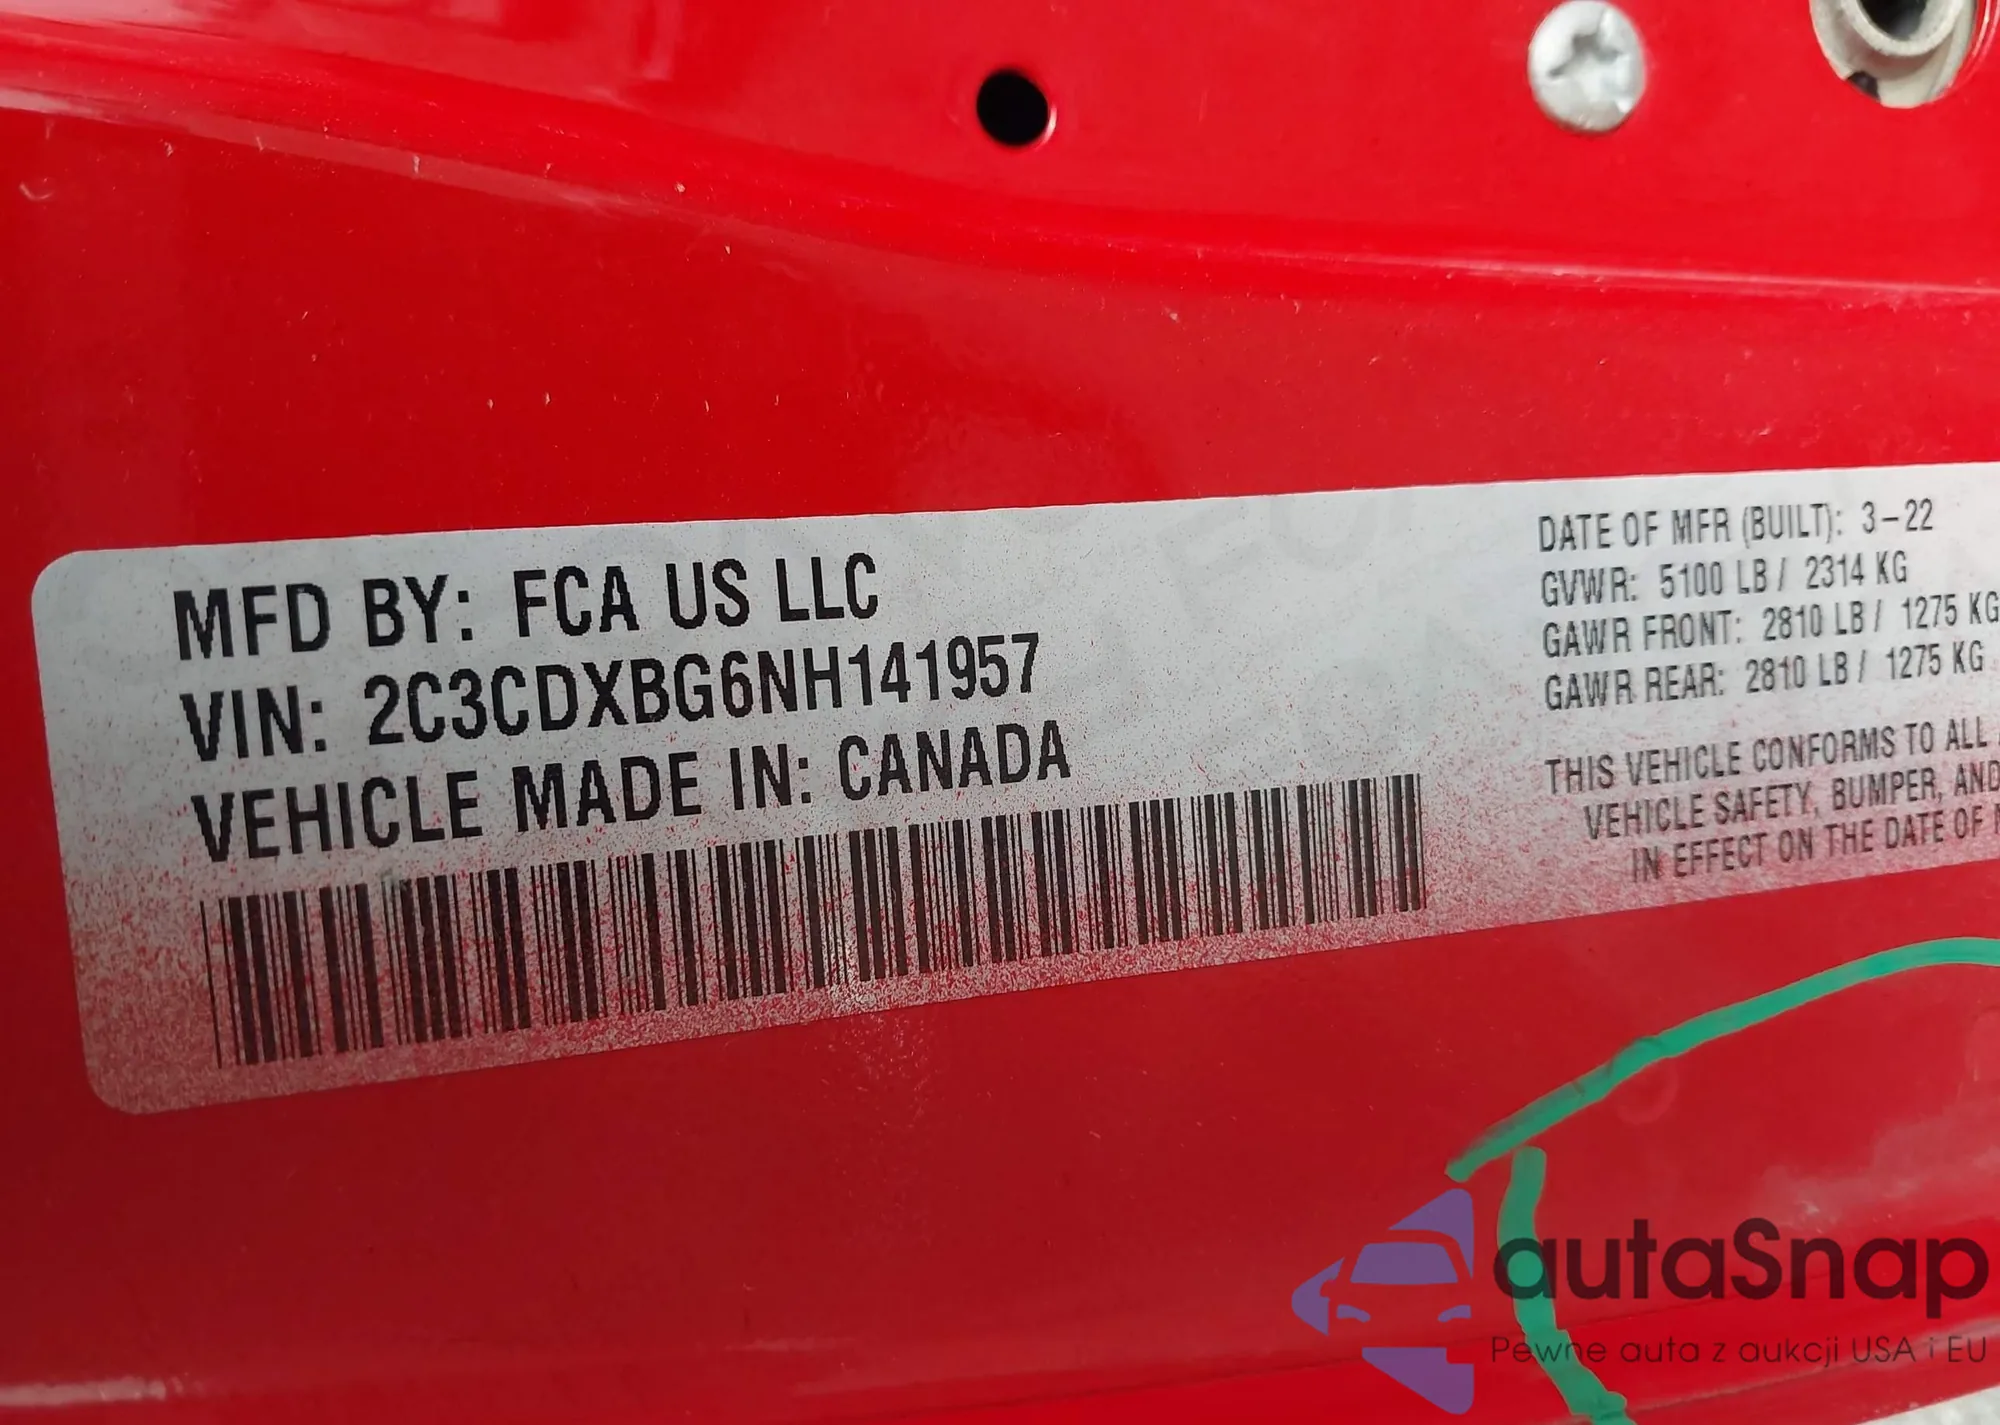 MFD BY: FCA US LLC
VIN: 2C3CDXBG6NH141957
VEHICLE MADE IN: CANADA
DATE OF MFR (BUILT): 3-22
GVWR: 5100 LB / 2314 KG
GAWR FRONT: 2810 LB / 1275 KG
GAWR REAR: 2810 LB / 1275 KG
THIS VEHICLE CONFORMS TO ALL
VEHICLE SAFETY, BUMPER, AND
IN EFFECT ON THE DATE OF
autaSnap
Pewne auta z aukcji USA i EU